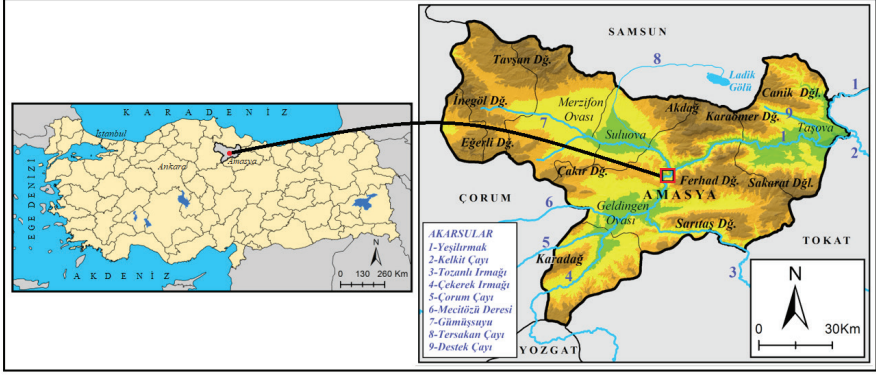 K A R A D E N İ Z
İstanbul
Ankara
Amasya
EGE DENİZİ
A K D E N İ Z
N
0 130 260 Km
SAMSUN
Tavşan Dğ.
8
Ladik
Gölü
Canik Dğl.
1
İnegöl Dğ.
Merzifon
Ovası
Akdağ
Karaömer Dğ.
9
7
Suluova
1
Taşova
2
Eğerli Dğ.
Çakır Dğ.
Ferhad Dğ.
Sakarat Dğl.
AMASYA
ÇORUM
6
Geldingen
Ovası
Sarıtaş Dğ.
TOKAT
5
Karadağ
4
3
YOZGAT
AKARSULAR
1-Yeşilırmak
2-Kelkit Çayı
3-Tozanlı Irmağı
4-Çekerek Irmağı
5-Çorum Çayı
6-Mecitözü Deresi
7-Gümüşsuyu
8-Tersakan Çayı
9-Destek Çayı
N
0 30Km